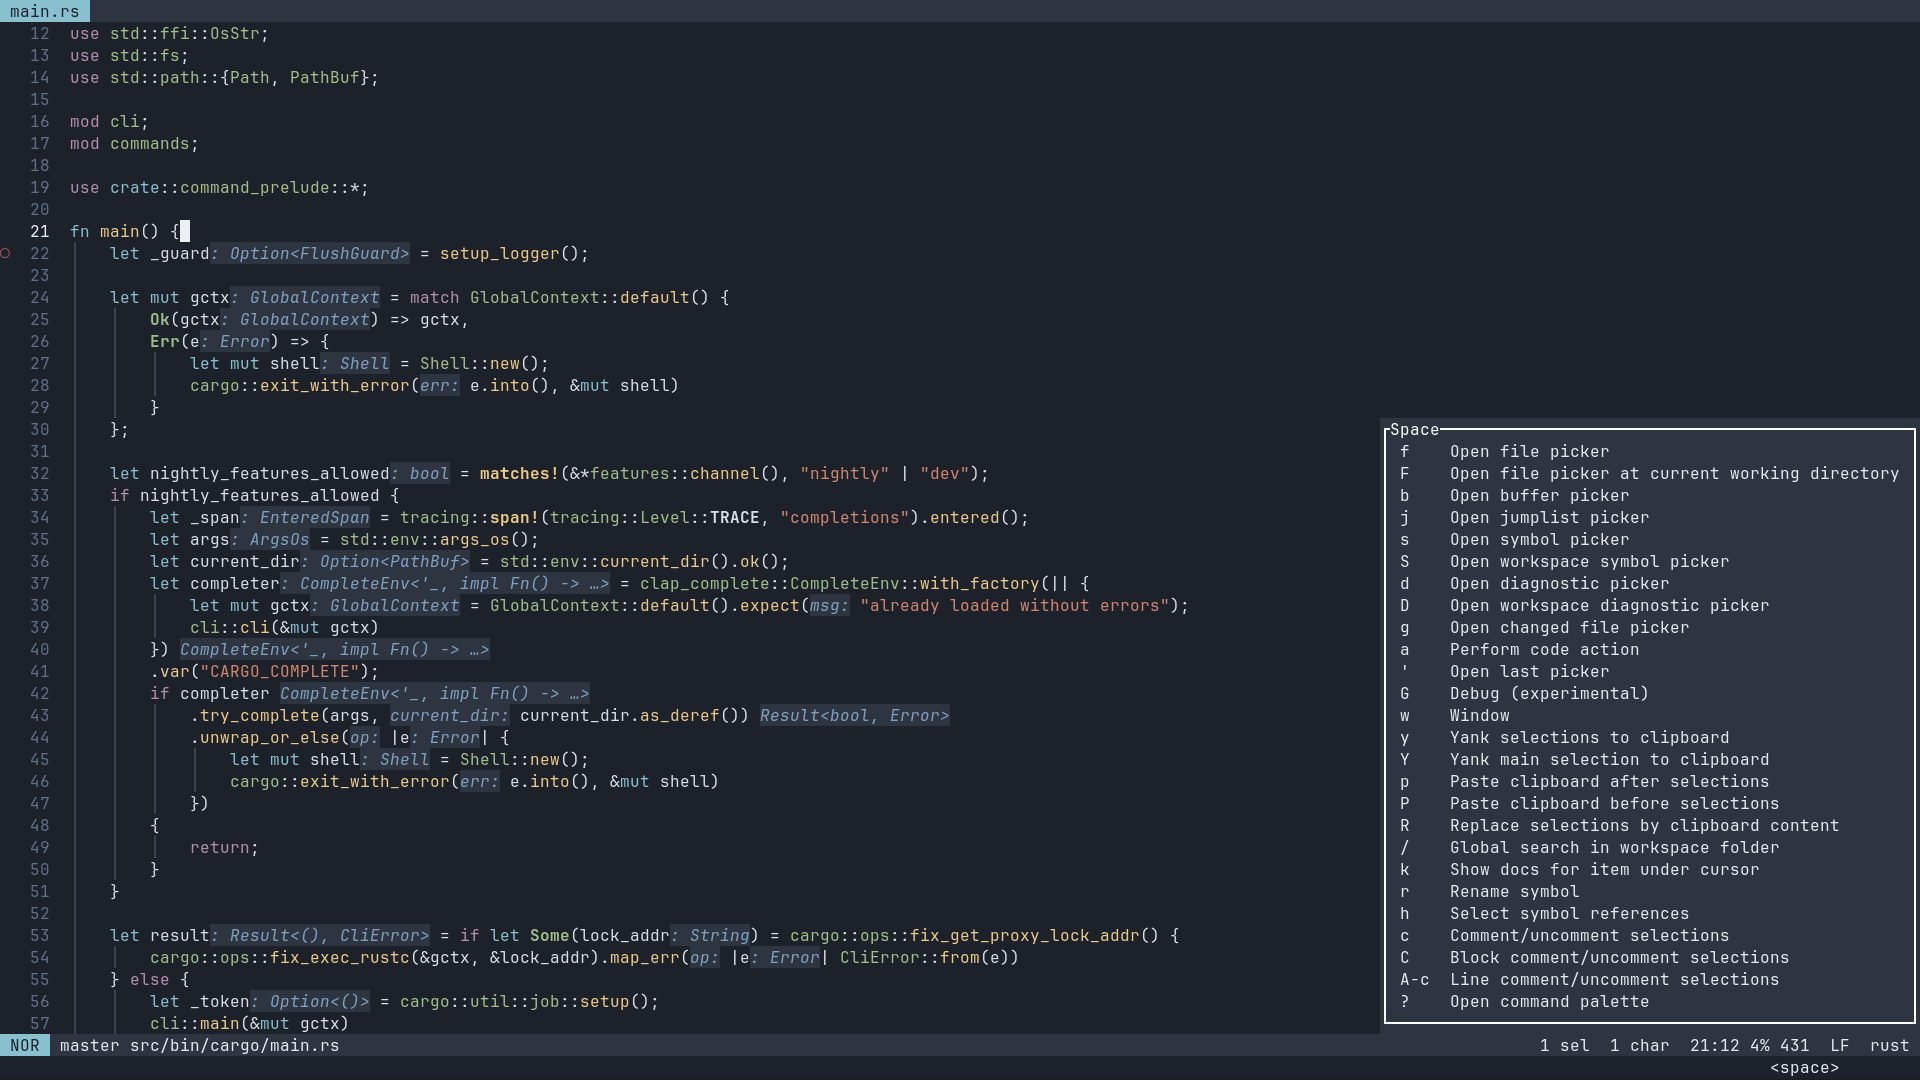 main.rs
12 use std::ffi::OsStr;
13 use std::fs;
14 use std::path::{Path, PathBuf};
15
16 mod cli;
17 mod commands;
18
19 use crate::command_prelude::*;
20
21 fn main() {
22     let _guard: Option<FlushGuard> = setup_logger();
23
24     let mut gctx: GlobalContext = match GlobalContext::default() {
25         Ok(gctx: GlobalContext) => gctx,
26         Err(e: Error) => {
27             let mut shell: Shell = Shell::new();
28             cargo::exit_with_error(err: e.into(), &mut shell)
29         }
30     };
31
32     let nightly_features_allowed: bool = matches!(&*features::channel(), "nightly" | "dev");
33     if nightly_features_allowed {
34         let _span: EnteredSpan = tracing::span!(tracing::Level::TRACE, "completions").entered();
35         let args: ArgsOs = std::env::args_os();
36         let current_dir: Option<PathBuf> = std::env::current_dir().ok();
37         let completer: CompleteEnv<'_, impl Fn() -> …> = clap_complete::CompleteEnv::with_factory(|| {
38             let mut gctx: GlobalContext = GlobalContext::default().expect(msg: "already loaded without errors");
39             cli::cli(&mut gctx)
40         }) CompleteEnv<'_, impl Fn() -> …>
41         .var("CARGO_COMPLETE");
42         if completer CompleteEnv<'_, impl Fn() -> …>
43             .try_complete(args, current_dir: current_dir.as_deref()) Result<bool, Error>
44             .unwrap_or_else(op: |e: Error| {
45                 let mut shell: Shell = Shell::new();
46                 cargo::exit_with_error(err: e.into(), &mut shell)
47             })
48         {
49             return;
50         }
51     }
52
53     let result: Result<(), CliError> = if let Some(lock_addr: String) = cargo::ops::fix_get_proxy_lock_addr() {
54         cargo::ops::fix_exec_rustc(&gctx, &lock_addr).map_err(op: |e: Error| CliError::from(e))
55     } else {
56         let _token: Option<()> = cargo::util::job::setup();
57         cli::main(&mut gctx)
Space
f    Open file picker
F    Open file picker at current working directory
b    Open buffer picker
j    Open jumplist picker
s    Open symbol picker
S    Open workspace symbol picker
d    Open diagnostic picker
D    Open workspace diagnostic picker
g    Open changed file picker
a    Perform code action
'    Open last picker
G    Debug (experimental)
w    Window
y    Yank selections to clipboard
Y    Yank main selection to clipboard
p    Paste clipboard after selections
P    Paste clipboard before selections
R    Replace selections by clipboard content
/    Global search in workspace folder
k    Show docs for item under cursor
r    Rename symbol
h    Select symbol references
c    Comment/uncomment selections
C    Block comment/uncomment selections
A-c  Line comment/uncomment selections
?    Open command palette
NOR master src/bin/cargo/main.rs 1 sel 1 char 21:12 4% 431 LF rust
<space>